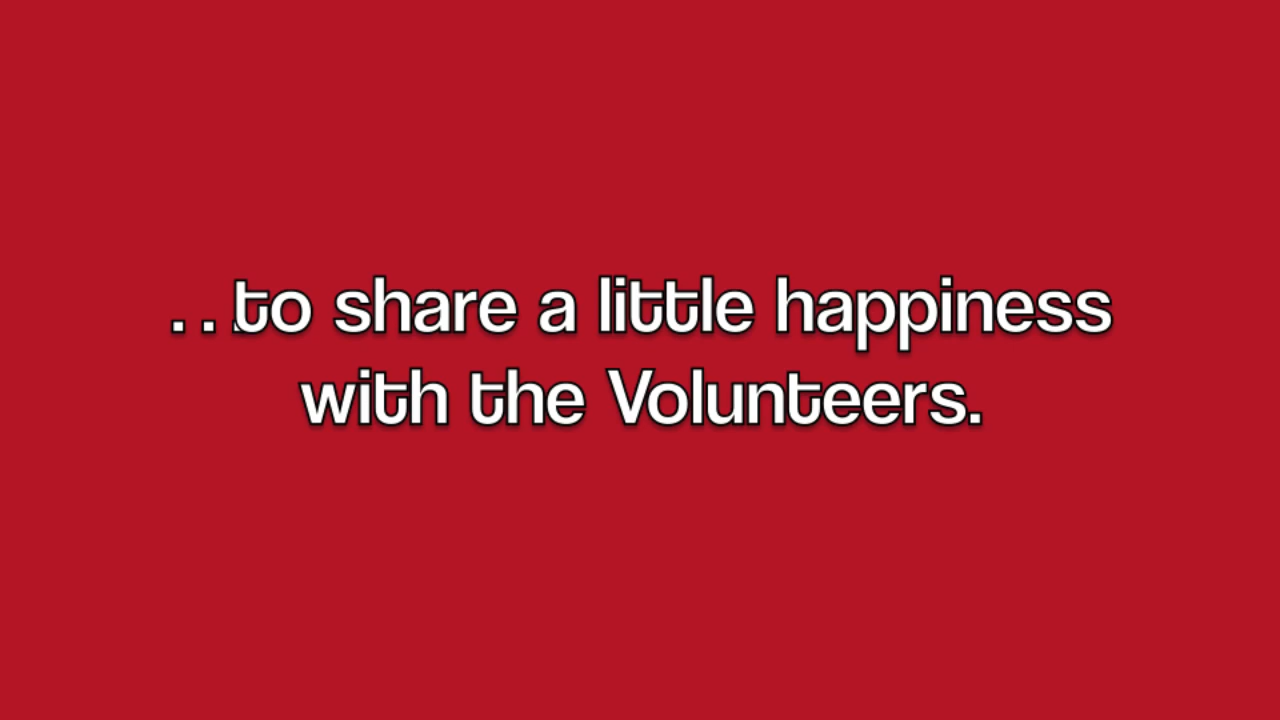 . . .to share a little happiness
with the Volunteers.